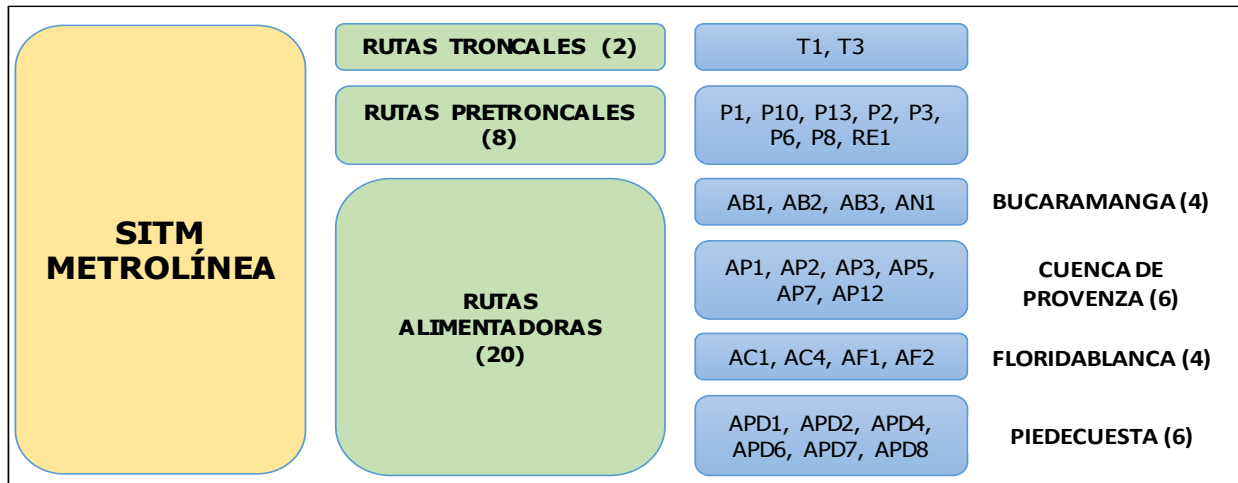 SITM
METROLÍNEA
RUTAS TRONCALES (2)
T1, T3
RUTAS PRETRONCALES
(8)
P1, P10, P13, P2, P3,
P6, P8, RE1
RUTAS
ALIMENTADORAS
(20)
AB1, AB2, AB3, AN1
BUCARAMANGA (4)
AP1, AP2, AP3, AP5,
AP7, AP12
CUENCA DE
PROVENZA (6)
AC1, AC4, AF1, AF2
FLORIDABLANCA (4)
APD1, APD2, APD4,
APD6, APD7, APD8
PIEDECUESTA (6)